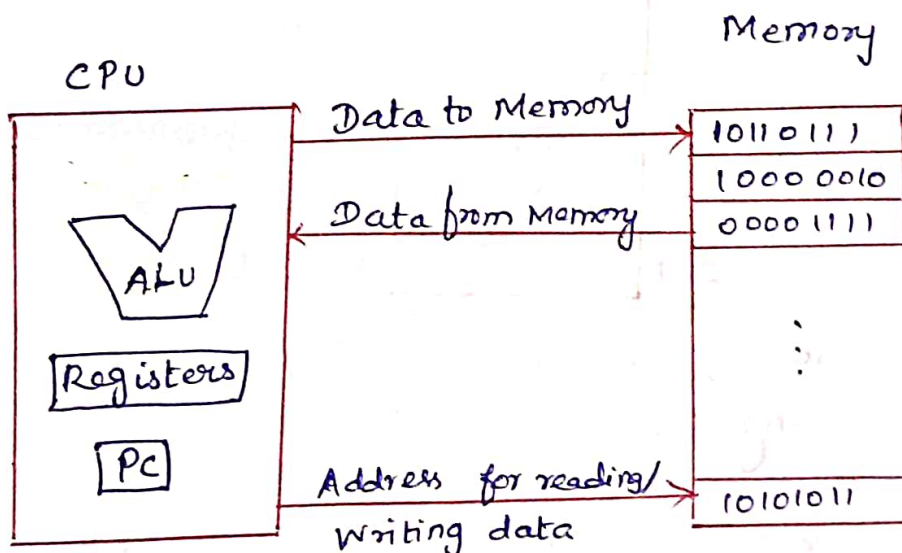 Memory
CPU
Data to Memory
10110111
10000010
Data from Memory
00001111
ALU
Registers
PC
Address for reading/
Writing data
10101011